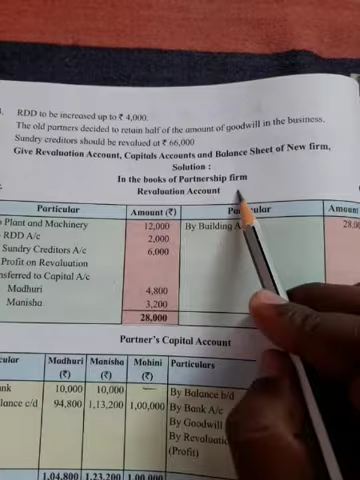 RDD to be increased up to ₹ 4,000.
The old partners decided to retain half of the amount of goodwill in the business.
Sundry creditors should be revalued at ₹ 66,000
Give Revaluation Account, Capitals Accounts and Balance Sheet of New firm,
Solution :
In the books of Partnership firm
Revaluation Account
Particular Amount (₹) Amount
Plant and Machinery 12,000 By Building 28,00
RDD A/c 2,000
Sundry Creditors A/c 6,000
Profit on Revaluation
nsferred to Capital A/c
Madhuri 4,800
Manisha 3,200
28,000
Partner's Capital Account
cular Madhuri (₹) Manisha (₹) Mohini (₹) Particulars
nk 10,000 10,000 — By Balance b/d
lance c/d 94,800 1,13,200 1,00,000 By Bank A/c
By Goodwill
By Revaluatio
(Profit)
1,04,800 1,23,200 1,00,000